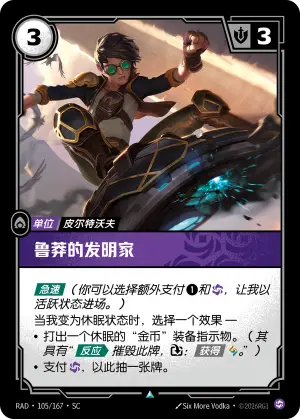 3
3
单位 皮尔特沃夫
鲁莽的发明家
急速 (你可以选择额外支付1和,让我以
活跃状态进场。)
当我变为休眠状态时,选择一个效果 —
• 打出一个休眠的“金币”装备指示物。(其
具有“反应 摧毁此牌,:获得。”)
• 支付,以此抽一张牌。
RAD • 105/167 • SC
Six More Vodka ©2026RGI